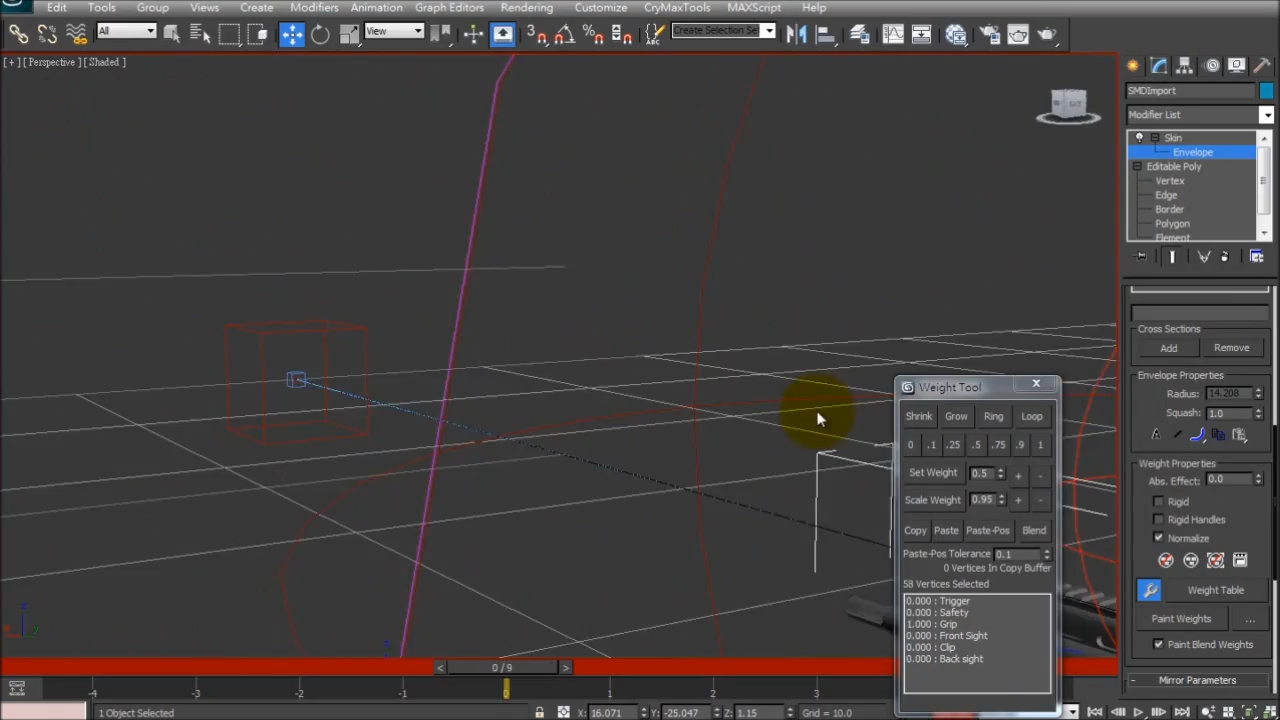 Edit Tools Group Views Create Modifiers Animation Graph Editors Rendering Customize CryMaxTools MAXScript Help
All View Create Selection Se
[ + ] [ Perspective ] [ Shaded ]
SMDImport
Modifier List
Skin
Envelope
Editable Poly
Vertex
Edge
Border
Polygon
Element
Cross Sections
Add Remove
Envelope Properties
Radius: 14.208
Squash: 1.0
Weight Properties
Abs. Effect: 0.0
Rigid
Rigid Handles
Normalize
Weight Table
Paint Weights ...
Paint Blend Weights
- Mirror Parameters
Weight Tool
Shrink Grow Ring Loop
0 .1 .25 .5 .75 .9 1
Set Weight 0.5 + -
Scale Weight 0.95 + -
Copy Paste Paste-Pos Blend
Paste-Pos Tolerance 0.1
0 Vertices In Copy Buffer
58 Vertices Selected
0.000 : Trigger
0.000 : Safety
1.000 : Grip
0.000 : Front Sight
0.000 : Clip
0.000 : Back sight
< 0 / 9 >
-4 -3 -2 -1 0 1 2 3
1 Object Selected X: 16.071 Y: -25.047 Z: 1.15 Grid = 10.0